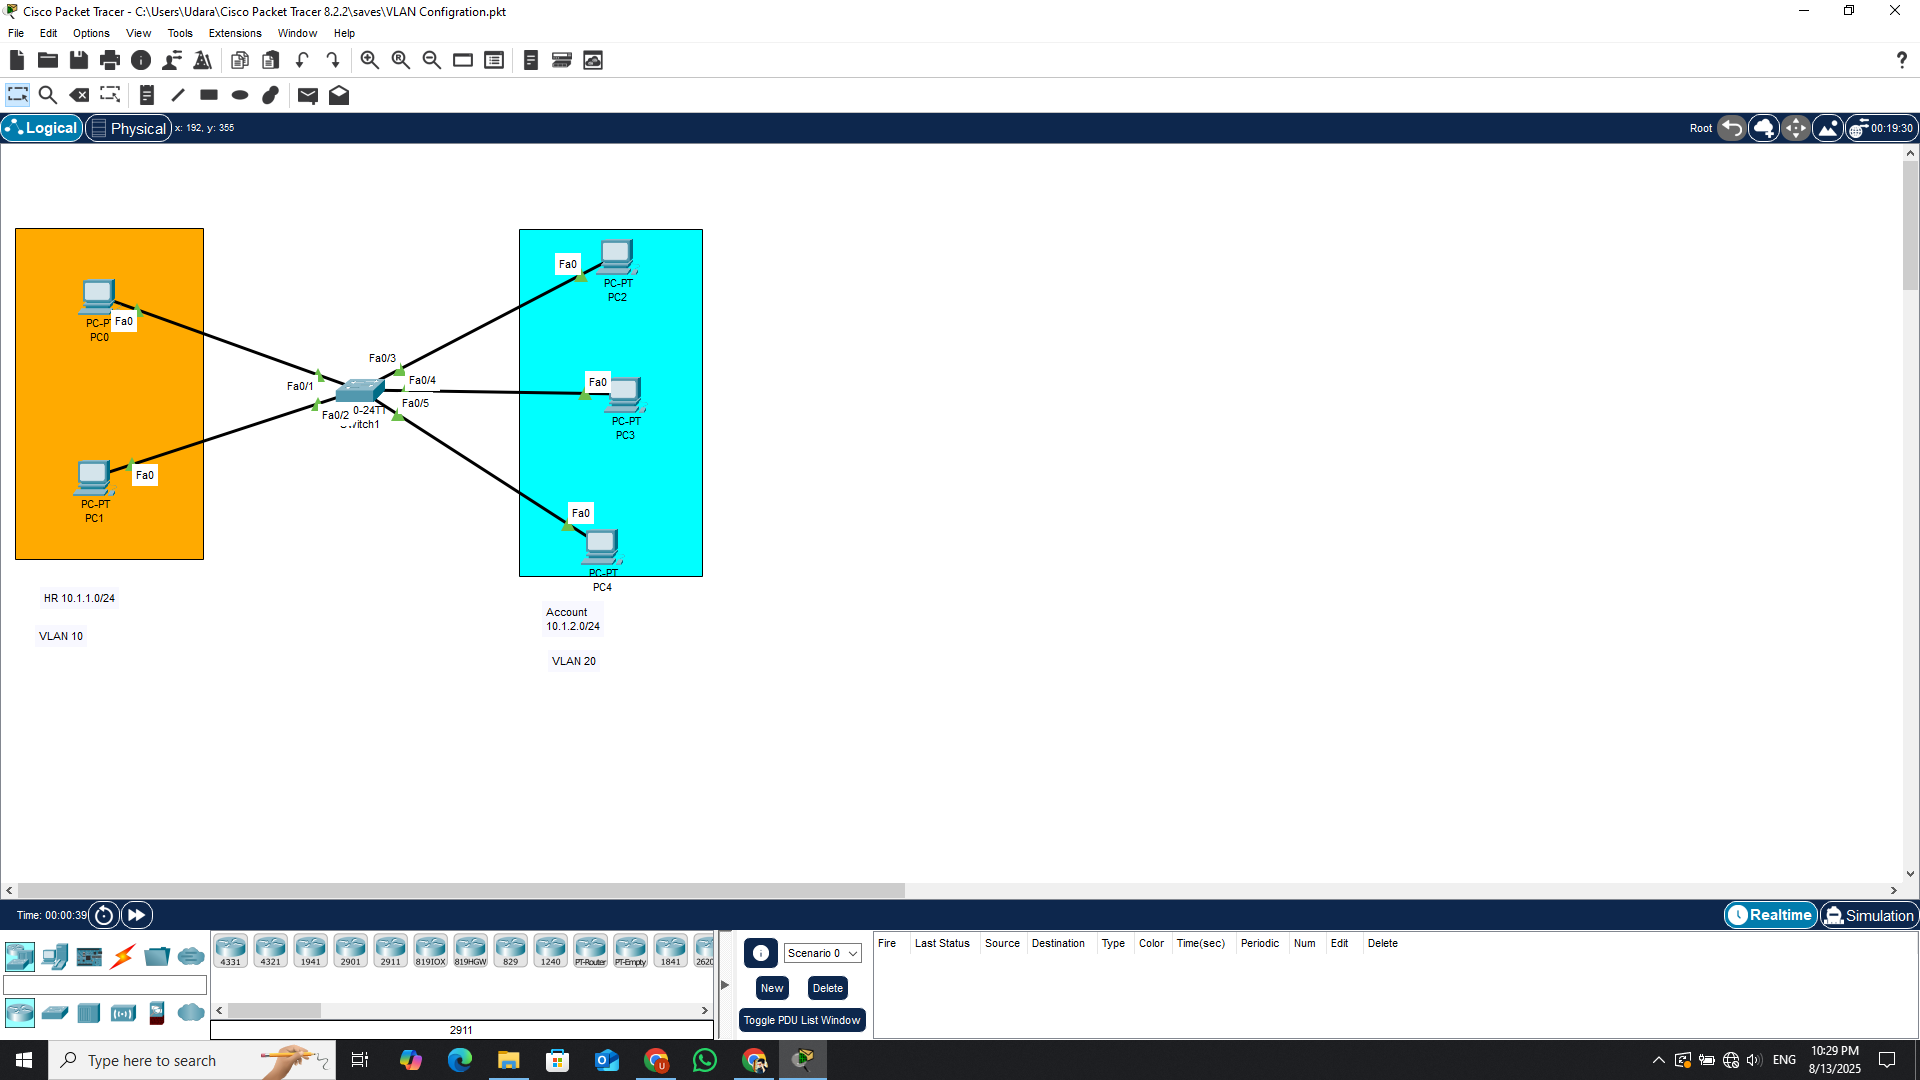 Cisco Packet Tracer - C:\Users\Udara\Cisco Packet Tracer 8.2.2\saves\VLAN Configration.pkt
File Edit Options View Tools Extensions Window Help
Logical Physical x: 192, y: 355 Root 00:19:30
Fa0
PC-PT
PC2
Fa0
PC0
Fa0/3
Fa0/1
Fa0/4
Fa0
Fa0/5
Fa0/2
0-24TT
PC-PT
PC3
Fa0
PC-PT
PC1
Fa0
PC-PT
PC4
HR 10.1.1.0/24
VLAN 10
Account
10.1.2.0/24
VLAN 20
Time: 00:00:39 Realtime Simulation
4331 4321 1941 2901 2911 819IOX 819HGW 829 1240 PT-Router PT-Empty 1841
2911
Scenario 0
New Delete
Toggle PDU List Window
Fire Last Status Source Destination Type Color Time(sec) Periodic Num Edit Delete
Type here to search
ENG
10:29 PM
8/13/2025